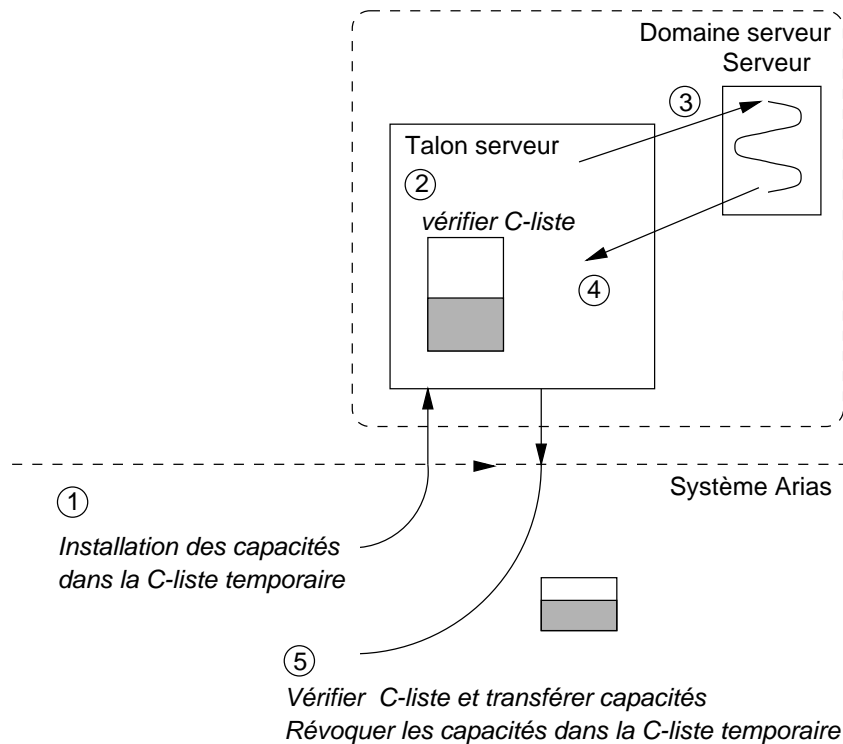 Domaine serveur
Serveur
3
Talon serveur
2
vérifier C-liste
4
Système Arias
1
Installation des capacités
dans la C-liste temporaire
5
Vérifier C-liste et transférer capacités
Révoquer les capacités dans la C-liste temporaire